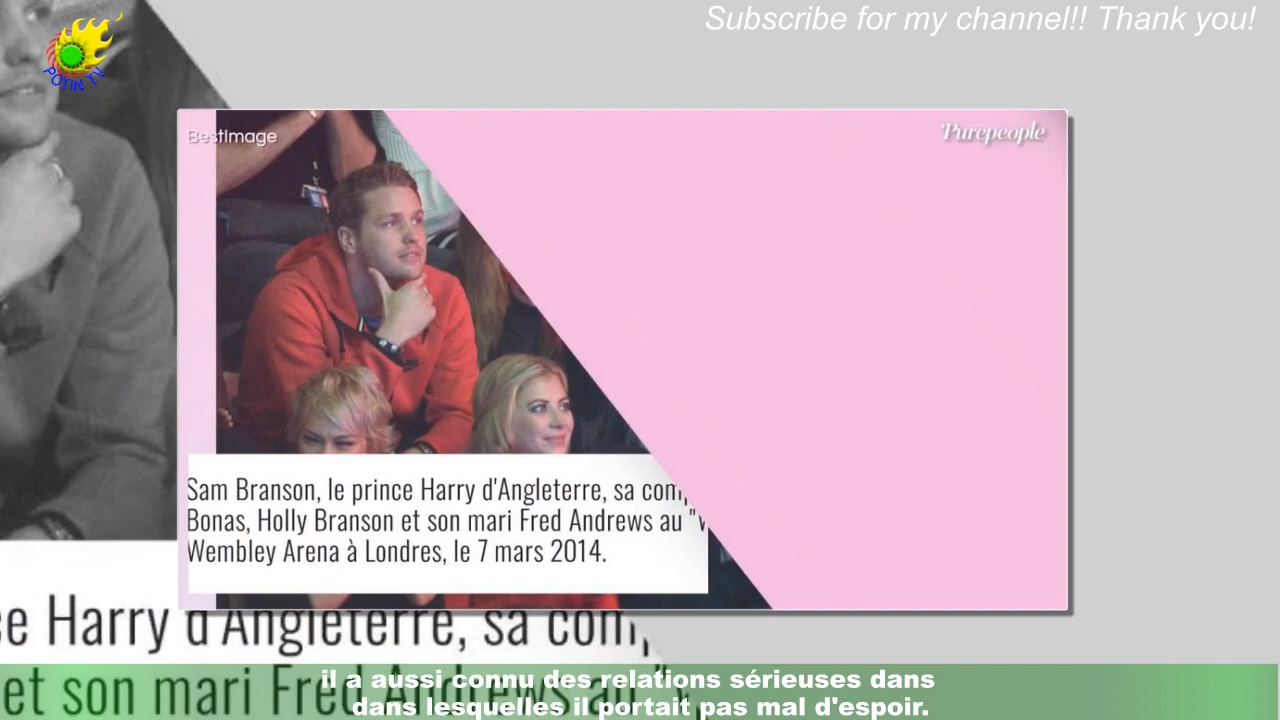 Subscribe for my channel!! Thank you!
POTIN TV
BestImage
Purepeople
Sam Branson, le prince Harry d'Angleterre, sa com
Bonas, Holly Branson et son mari Fred Andrews au "
Wembley Arena à Londres, le 7 mars 2014.
ce Harry d'Angleterre, sa com
et son mari Fred Andrews au "
il a aussi connu des relations sérieuses dans
dans lesquelles il portait pas mal d'espoir.